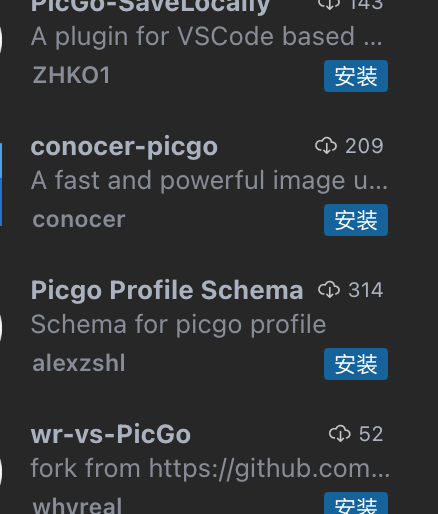 PicGo-SaveLocally 143
A plugin for VSCode based ...
ZHKO1 安装
conocer-picgo 209
A fast and powerful image u...
conocer 安装
Picgo Profile Schema 314
Schema for picgo profile
alexzshl 安装
wr-vs-PicGo 52
fork from https://github.com...
whyreal 安装